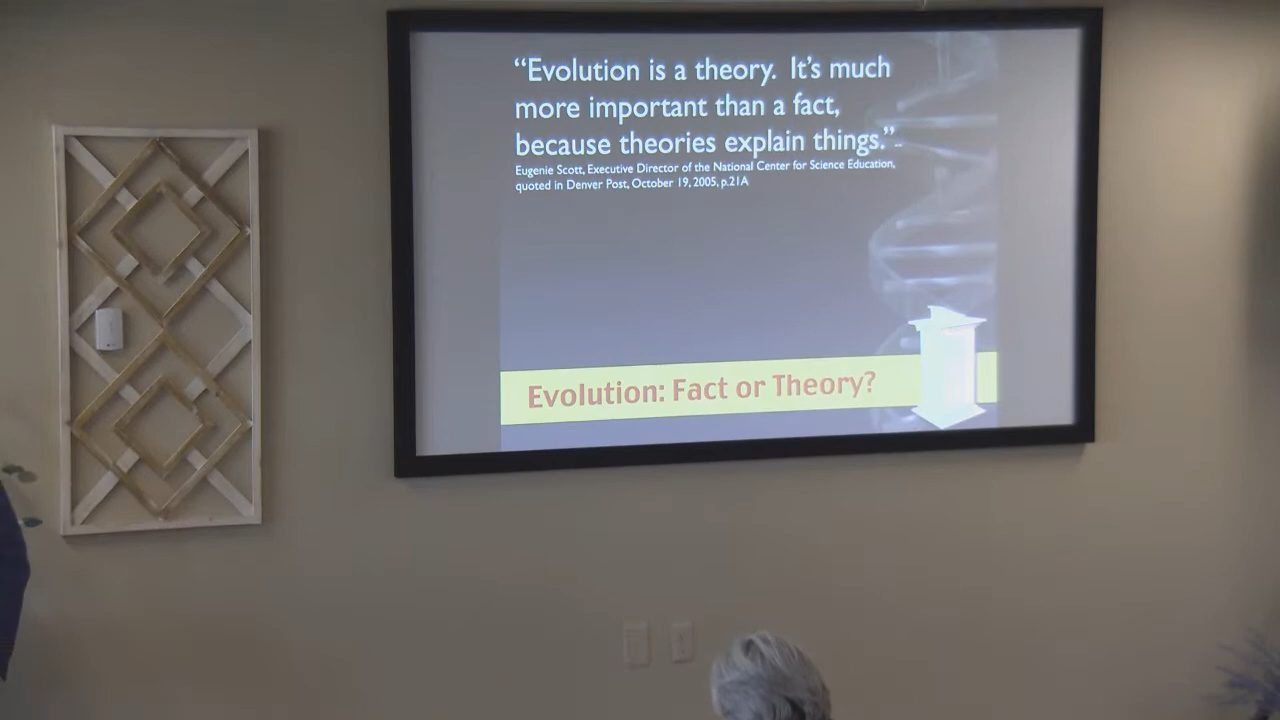 “Evolution is a theory.  It’s much
more important than a fact,
because theories explain things.” –
Eugenie Scott, Executive Director of the National Center for Science Education,
quoted in Denver Post, October 19, 2005, p.21A
Evolution: Fact or Theory?